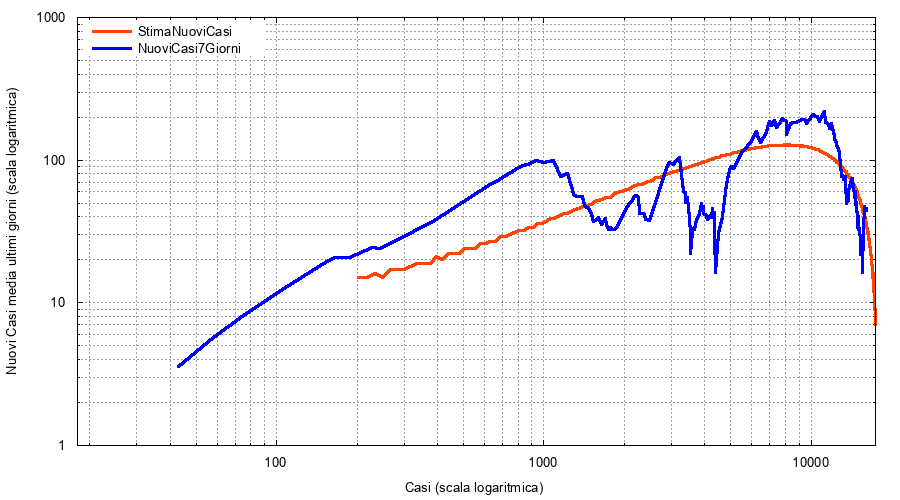 1000
StimaNuoviCasi
NuoviCasi7Giorni
Nuovi Casi media ultimi giorni (scala logaritmica)
100
10
1
100 1000 10000
Casi (scala logaritmica)